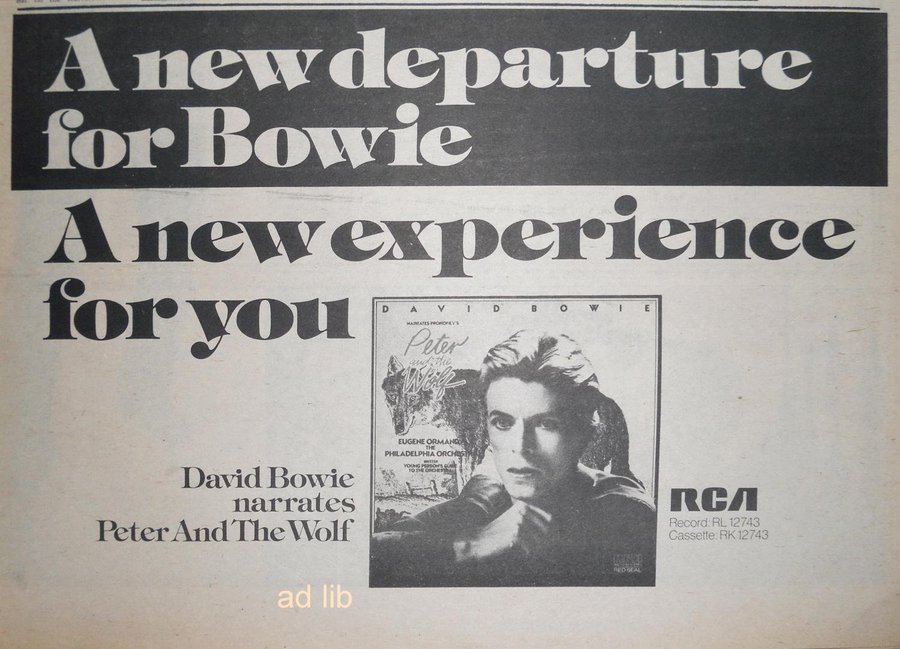 A new departure
for Bowie
A new experience
for you
DAVID BOWIE
NARRATES PROKOFIEV'S
Peter
and the
Wolf
EUGENE ORMANDY
THE
PHILADELPHIA ORCHESTRA
BRITTEN
YOUNG PERSON'S GUIDE
TO THE ORCHESTRA
RED SEAL
David Bowie
narrates
Peter And The Wolf
RCA
Record: RL 12743
Cassette: RK 12743
ad lib